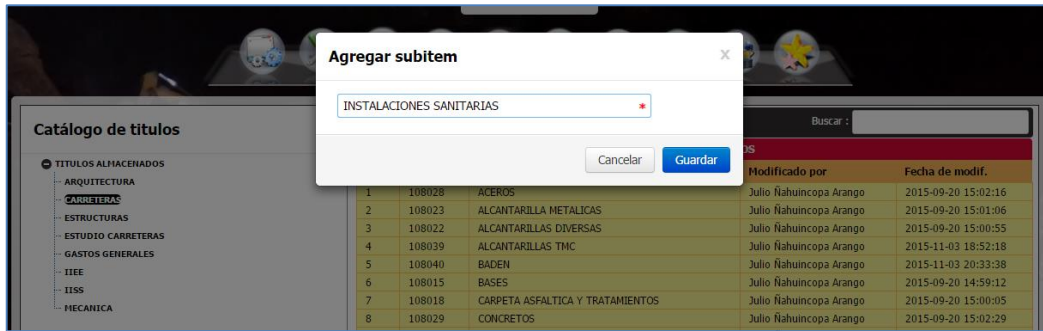 Agregar subitem
x
INSTALACIONES SANITARIAS *
Cancelar Guardar
Catálogo de titulos
TITULOS ALMACENADOS
ARQUITECTURA
CARRETERAS
ESTRUCTURAS
ESTUDIO CARRETERAS
GASTOS GENERALES
IIEE
IISS
MECANICA
Buscar :
OS
Modificado por Fecha de modif.
1 108028 ACEROS Julio Ñahuincopa Arango 2015-09-20 15:02:16
2 108023 ALCANTARILLA METALICAS Julio Ñahuincopa Arango 2015-09-20 15:01:06
3 108022 ALCANTARILLAS DIVERSAS Julio Ñahuincopa Arango 2015-09-20 15:00:55
4 108039 ALCANTARILLAS TMC Julio Ñahuincopa Arango 2015-11-03 18:52:18
5 108040 BADEN Julio Ñahuincopa Arango 2015-11-03 20:33:38
6 108015 BASES Julio Ñahuincopa Arango 2015-09-20 14:59:12
7 108018 CARPETA ASFALTICA Y TRATAMIENTOS Julio Ñahuincopa Arango 2015-09-20 15:00:05
8 108029 CONCRETOS Julio Ñahuincopa Arango 2015-09-20 15:02:29